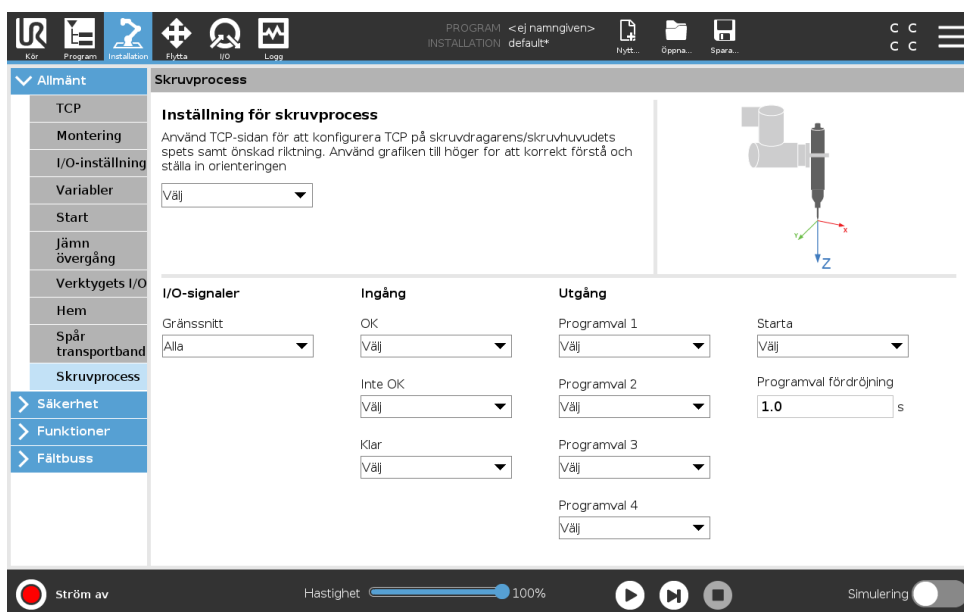 PROGRAM <ej namngiven>
INSTALLATION default*
UR
Kör
Program
Installation
Flytta
I/O
Logg
Nytt...
Öppna...
Spara...
C C
C C
Allmänt
TCP
Montering
I/O-inställning
Variabler
Start
Jämn
övergång
Verktygets I/O
Hem
Spår
transportband
Skruvprocess
Säkerhet
Funktioner
Fältbuss
Skruvprocess
Inställning för skruvprocess
Använd TCP-sidan för att konfigurera TCP på skruvdragarens/skruvhuvudets
spets samt önskad riktning. Använd grafiken till höger for att korrekt förstå och
ställa in orienteringen
Välj
Y
X
Z
I/O-signaler
Gränssnitt
Alla
Ingång
OK
Välj
Inte OK
Välj
Klar
Välj
Utgång
Programval 1
Välj
Programval 2
Välj
Programval 3
Välj
Programval 4
Välj
Starta
Välj
Programval fördröjning
1.0 s
Ström av
Hastighet 100%
Simulering